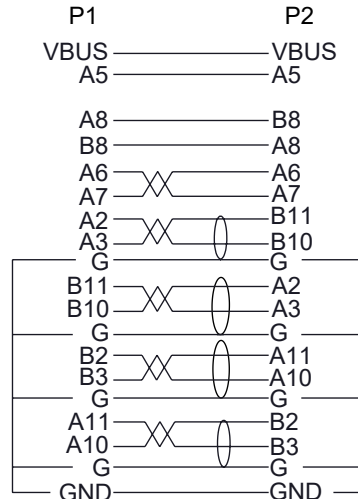 P1 P2
VBUS VBUS
A5 A5
A8 B8
B8 A8
A6 A6
A7 A7
A2 B11
A3 B10
G G
B11 A2
B10 A3
G G
B2 A11
B3 A10
G G
A11 B2
A10 B3
G G
GND GND